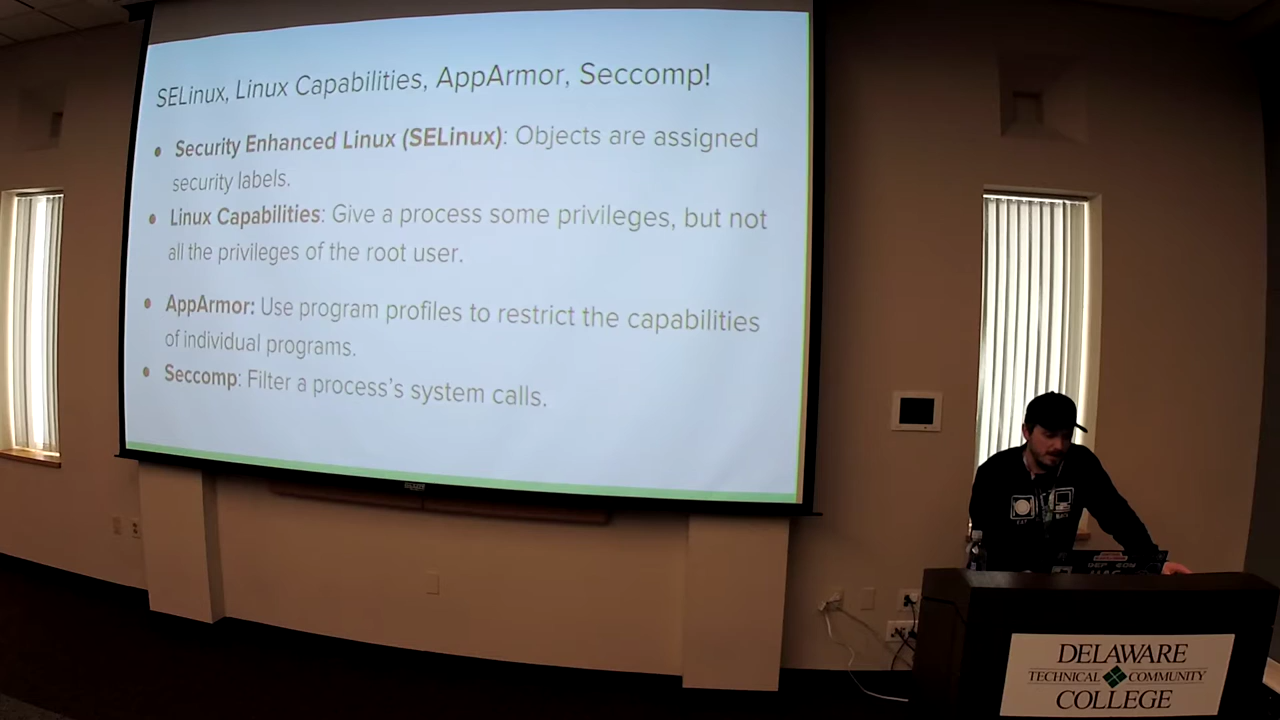 SELinux, Linux Capabilities, AppArmor, Seccomp!
• Security Enhanced Linux (SELinux): Objects are assigned
security labels.
• Linux Capabilities: Give a process some privileges, but not
all the privileges of the root user.
• AppArmor: Use program profiles to restrict the capabilities
of individual programs.
• Seccomp: Filter a process's system calls.
DELAWARE
TECHNICAL COMMUNITY
COLLEGE